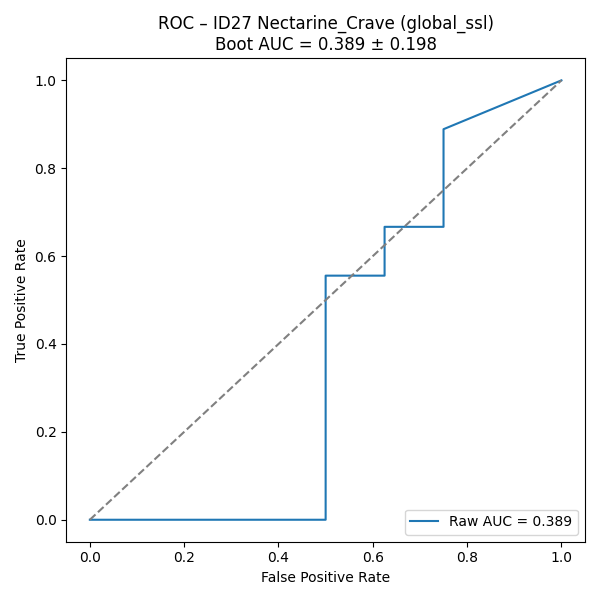 ROC – ID27 Nectarine_Crave (global_ssl)
Boot AUC = 0.389 ± 0.198
True Positive Rate
1.0
0.8
0.6
0.4
0.2
0.0
Raw AUC = 0.389
0.0 0.2 0.4 0.6 0.8 1.0
False Positive Rate